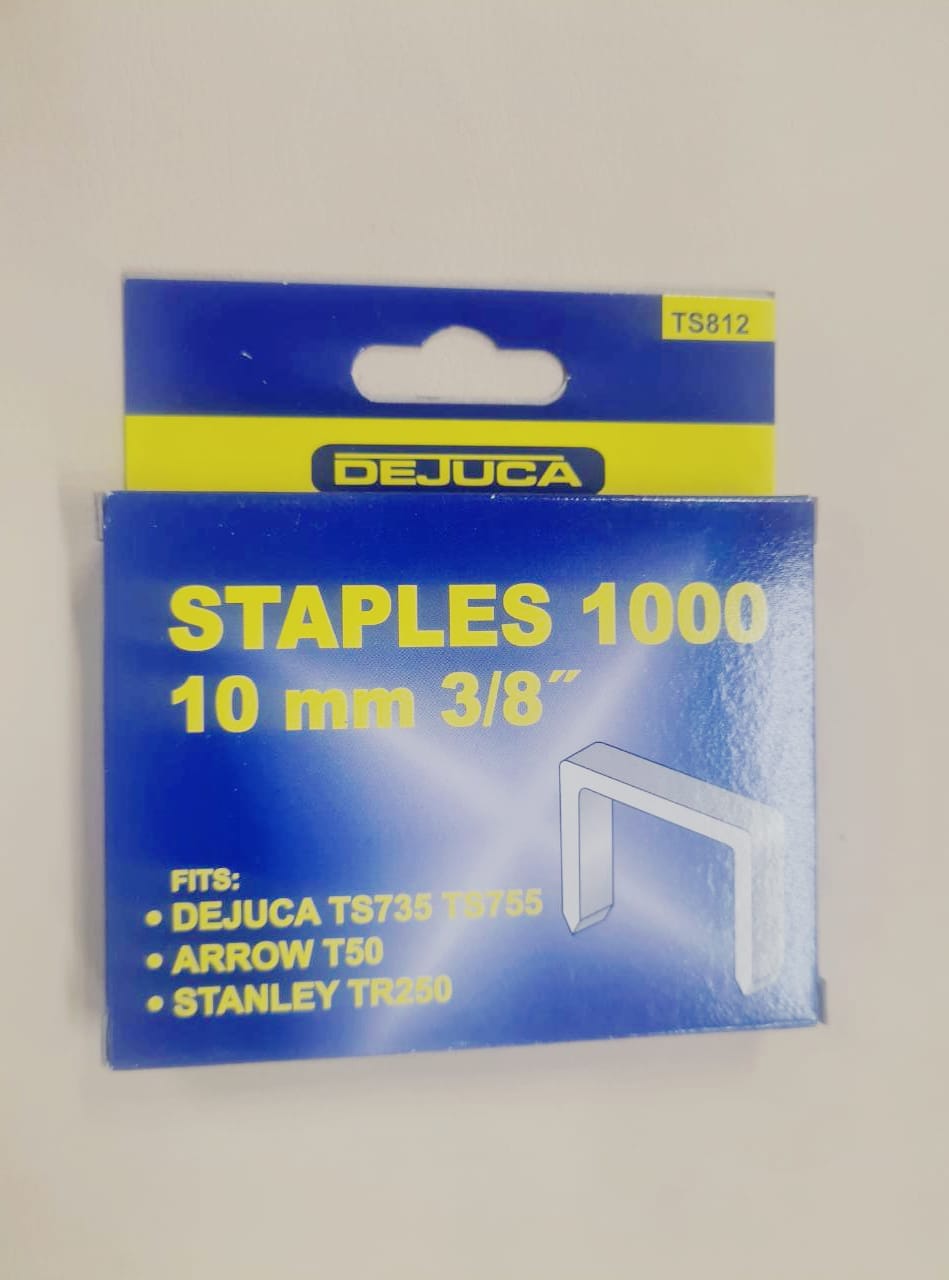 TS812
DEJUCA
STAPLES 1000
10 mm 3/8″
FITS:
• DEJUCA TS735 TS755
• ARROW T50
• STANLEY TR250